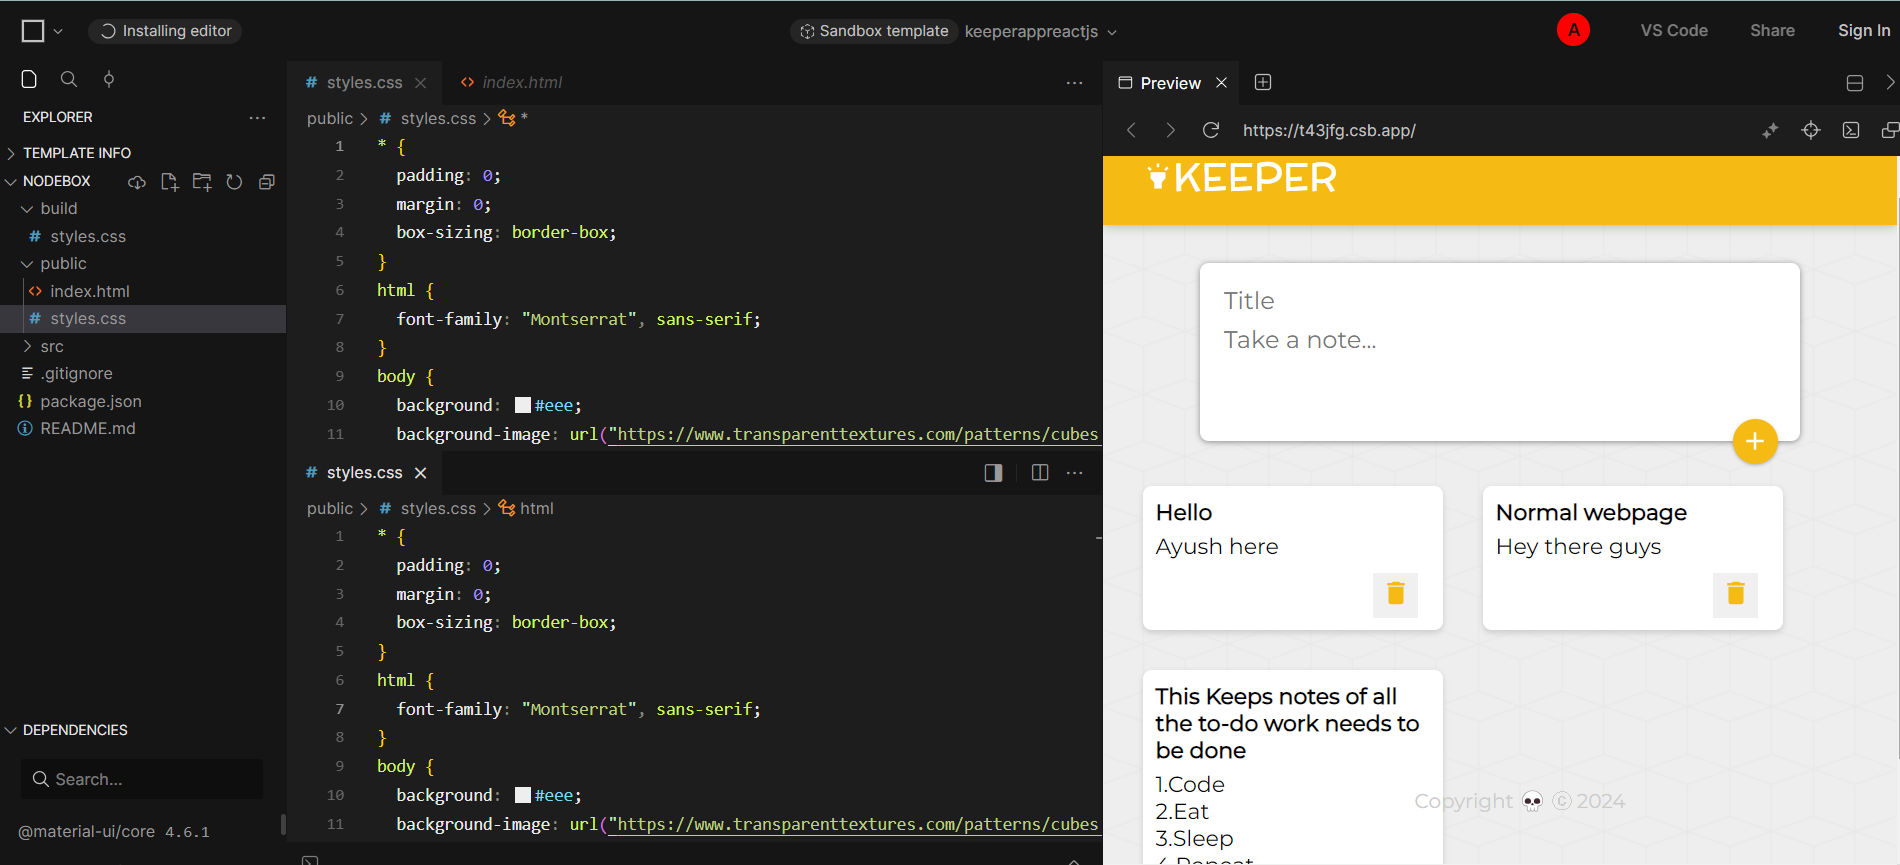 Installing editor
Sandbox template keeperappreactjs
A
VS Code
Share
Sign In
EXPLORER
TEMPLATE INFO
NODEBOX
build
# styles.css
public
<> index.html
# styles.css
src
.gitignore
{} package.json
README.md
DEPENDENCIES
Search...
@material-ui/core 4.6.1
# styles.css
<> index.html
public > # styles.css > *
1 * {
2 padding: 0;
3 margin: 0;
4 box-sizing: border-box;
5 }
6 html {
7 font-family: "Montserrat", sans-serif;
8 }
9 body {
10 background: #eee;
11 background-image: url("https://www.transparenttextures.com/patterns/cubes
# styles.css
public > # styles.css > html
1 * {
2 padding: 0;
3 margin: 0;
4 box-sizing: border-box;
5 }
6 html {
7 font-family: "Montserrat", sans-serif;
8 }
9 body {
10 background: #eee;
11 background-image: url("https://www.transparenttextures.com/patterns/cubes
Preview
https://t43jfg.csb.app/
KEEPER
Title
Take a note...
Hello
Ayush here
Normal webpage
Hey there guys
This Keeps notes of all
the to-do work needs to
be done
1.Code
2.Eat
3.Sleep
4.Repeat
Copyright 💀 © 2024